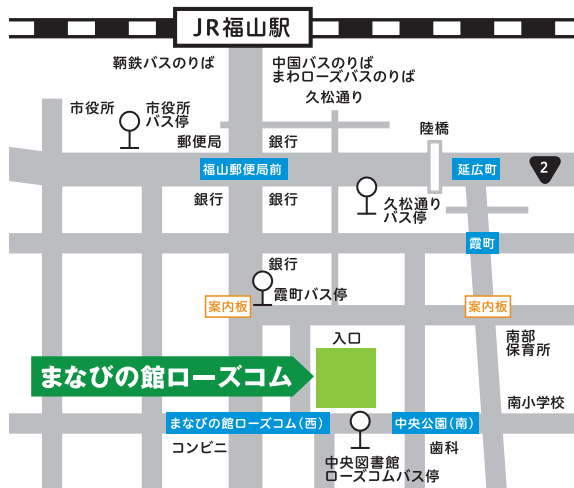 JR福山駅
鞆鉄バスのりば
中国バスのりば
まわローズバスのりば
久松通り
市役所
市役所
バス停
郵便局
銀行
陸橋
福山郵便局前
延広町
2
銀行
銀行
久松通り
バス停
霞町
銀行
霞町バス停
案内板
案内板
入口
南部
保育所
まなびの館ローズコム
南小学校
まなびの館ローズコム(西)
中央公園(南)
コンビニ
歯科
中央図書館
ローズコムバス停